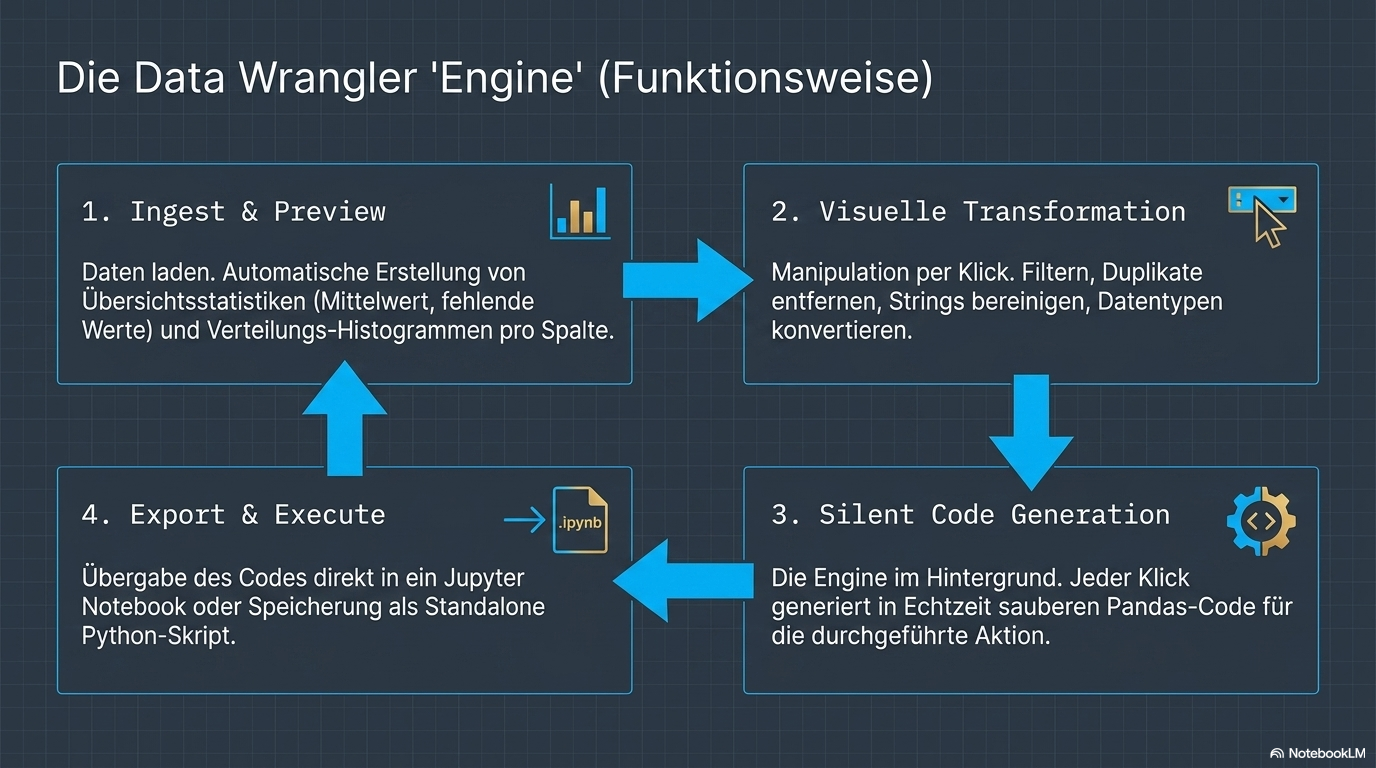 Die Data Wrangler 'Engine' (Funktionsweise)
1. Ingest & Preview
Daten laden. Automatische Erstellung von
Übersichtsstatistiken (Mittelwert, fehlende
Werte) und Verteilungs-Histogrammen pro Spalte.
2. Visuelle Transformation
Manipulation per Klick. Filtern, Duplikate
entfernen, Strings bereinigen, Datentypen
konvertieren.
3. Silent Code Generation
Die Engine im Hintergrund. Jeder Klick
generiert in Echtzeit sauberen Pandas-Code für
die durchgeführte Aktion.
4. Export & Execute
.ipynb
Übergabe des Codes direkt in ein Jupyter
Notebook oder Speicherung als Standalone
Python-Skript.
NotebookLM